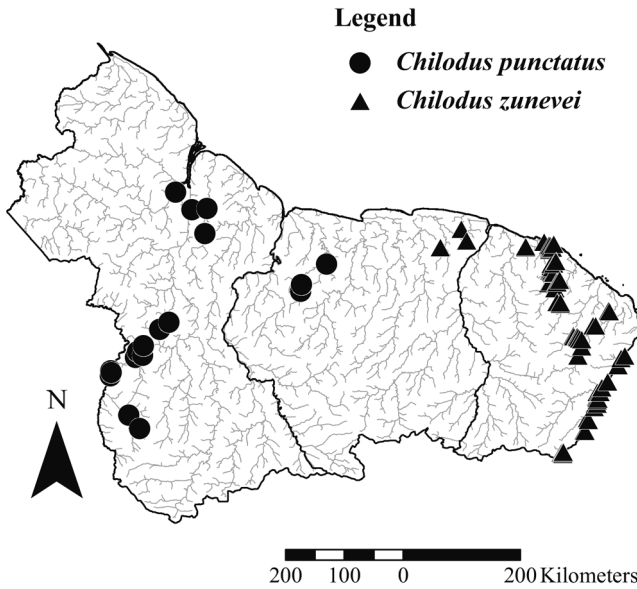 Legend
Chilodus punctatus
Chilodus zunevei
N
200 100 0 200 Kilometers